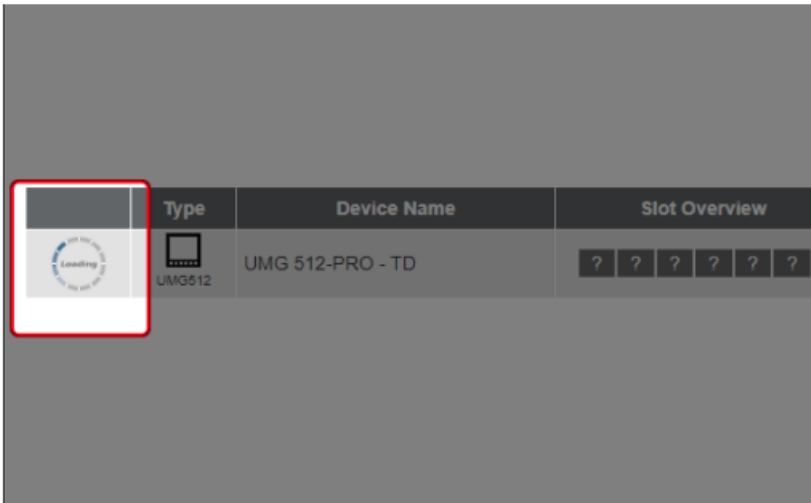 Type Device Name Slot Overview
Loading UMG 512-PRO - TD ? ? ? ? ? ?
UMG512